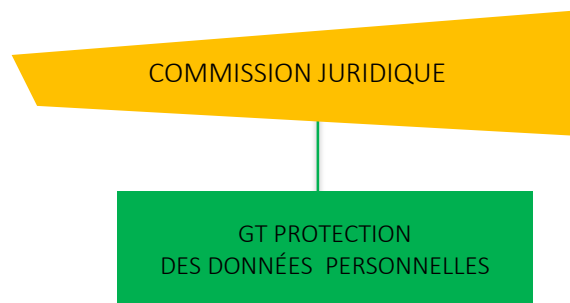 COMMISSION JURIDIQUE
GT PROTECTION
DES DONNÉES PERSONNELLES